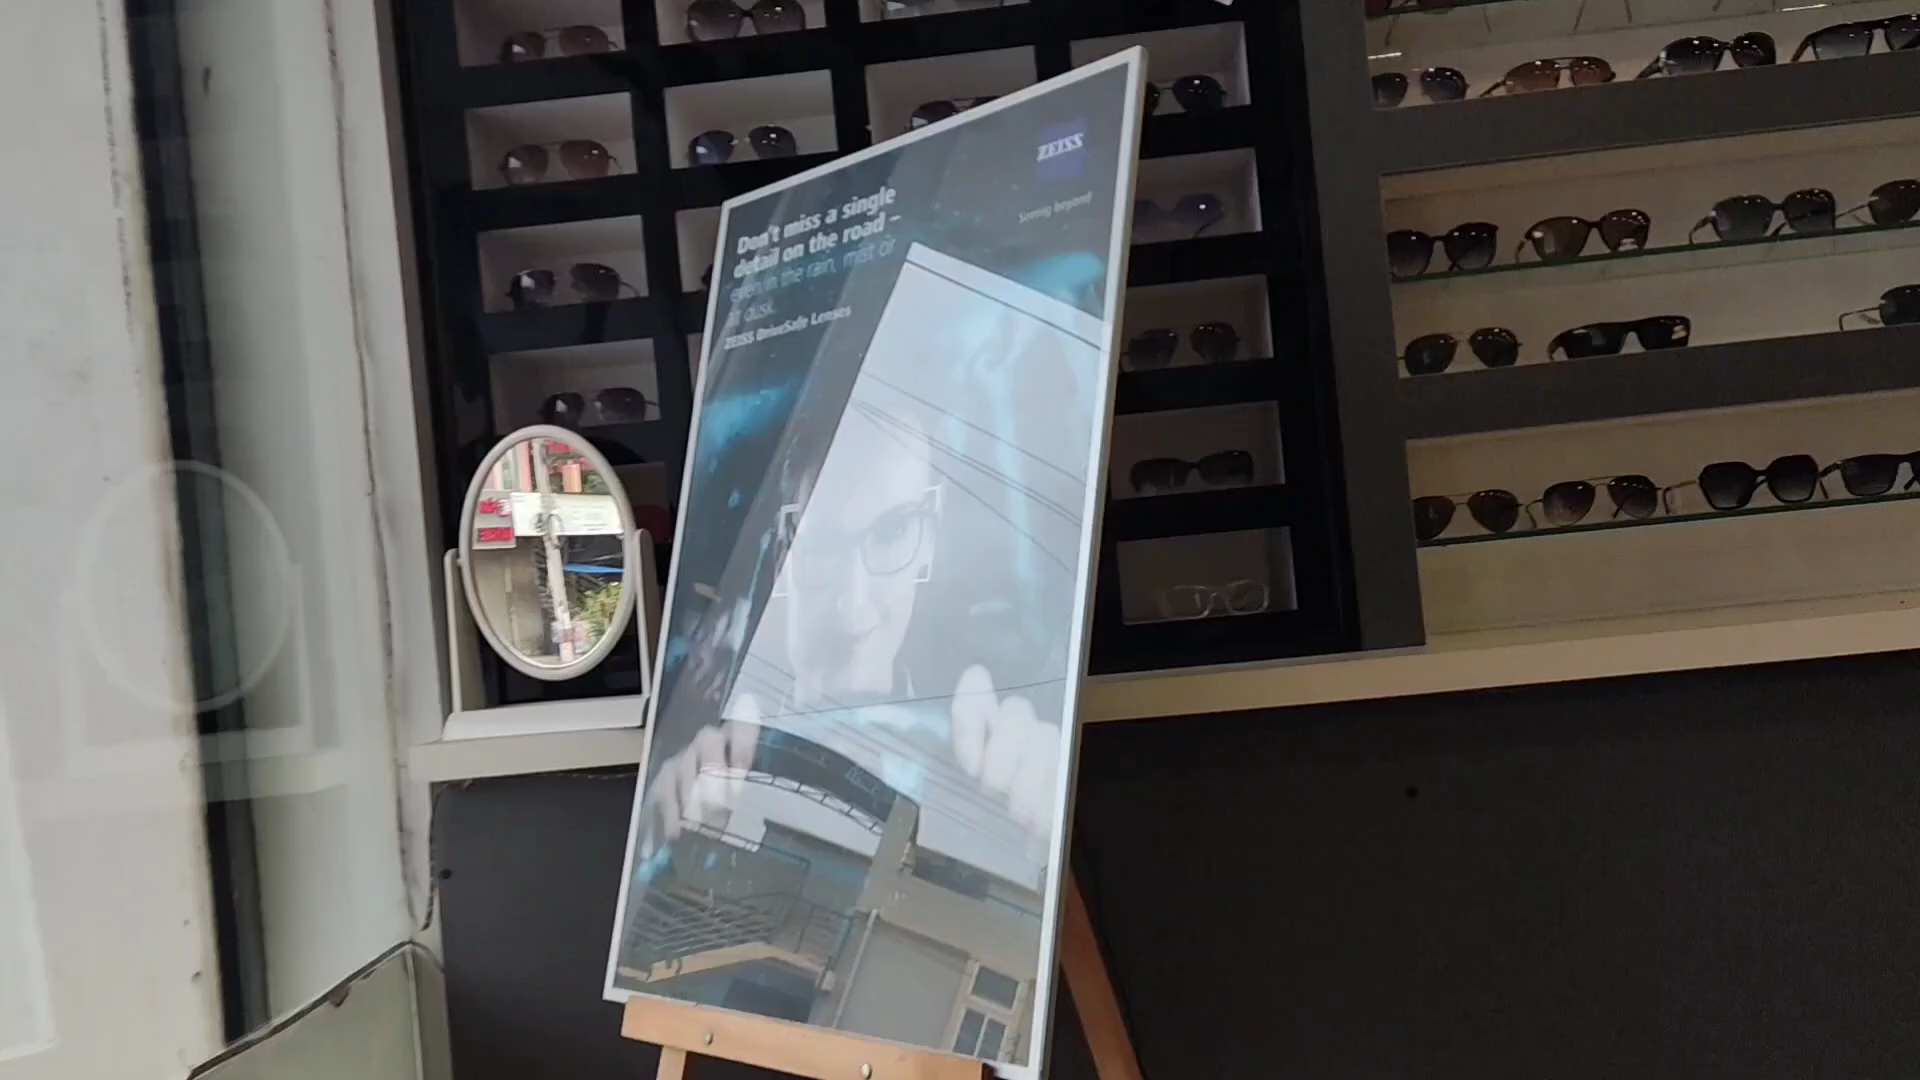 ZEISS
Seeing beyond
Don't miss a single
detail on the road –
even in the rain, mist or
at dusk.
ZEISS DriveSafe Lenses